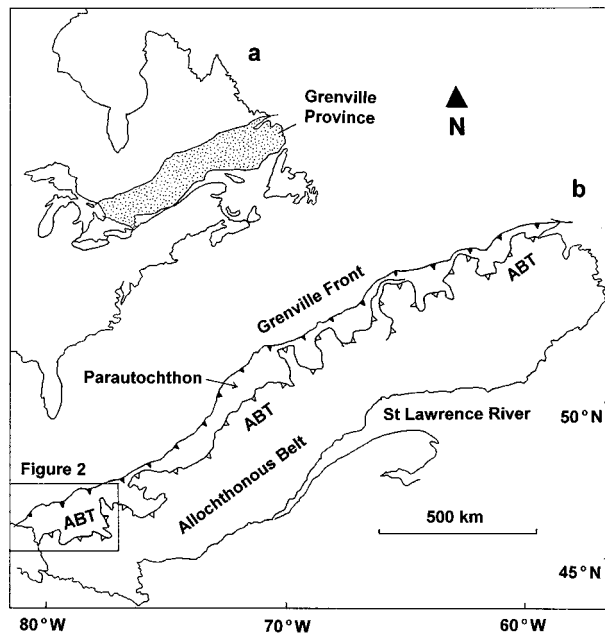 a
Grenville
Province
N
b
ABT
Grenville Front
Parautochthon
ABT
St Lawrence River
50°N
Allochthonous Belt
Figure 2
ABT
500 km
45°N
80°W
70°W
60°W